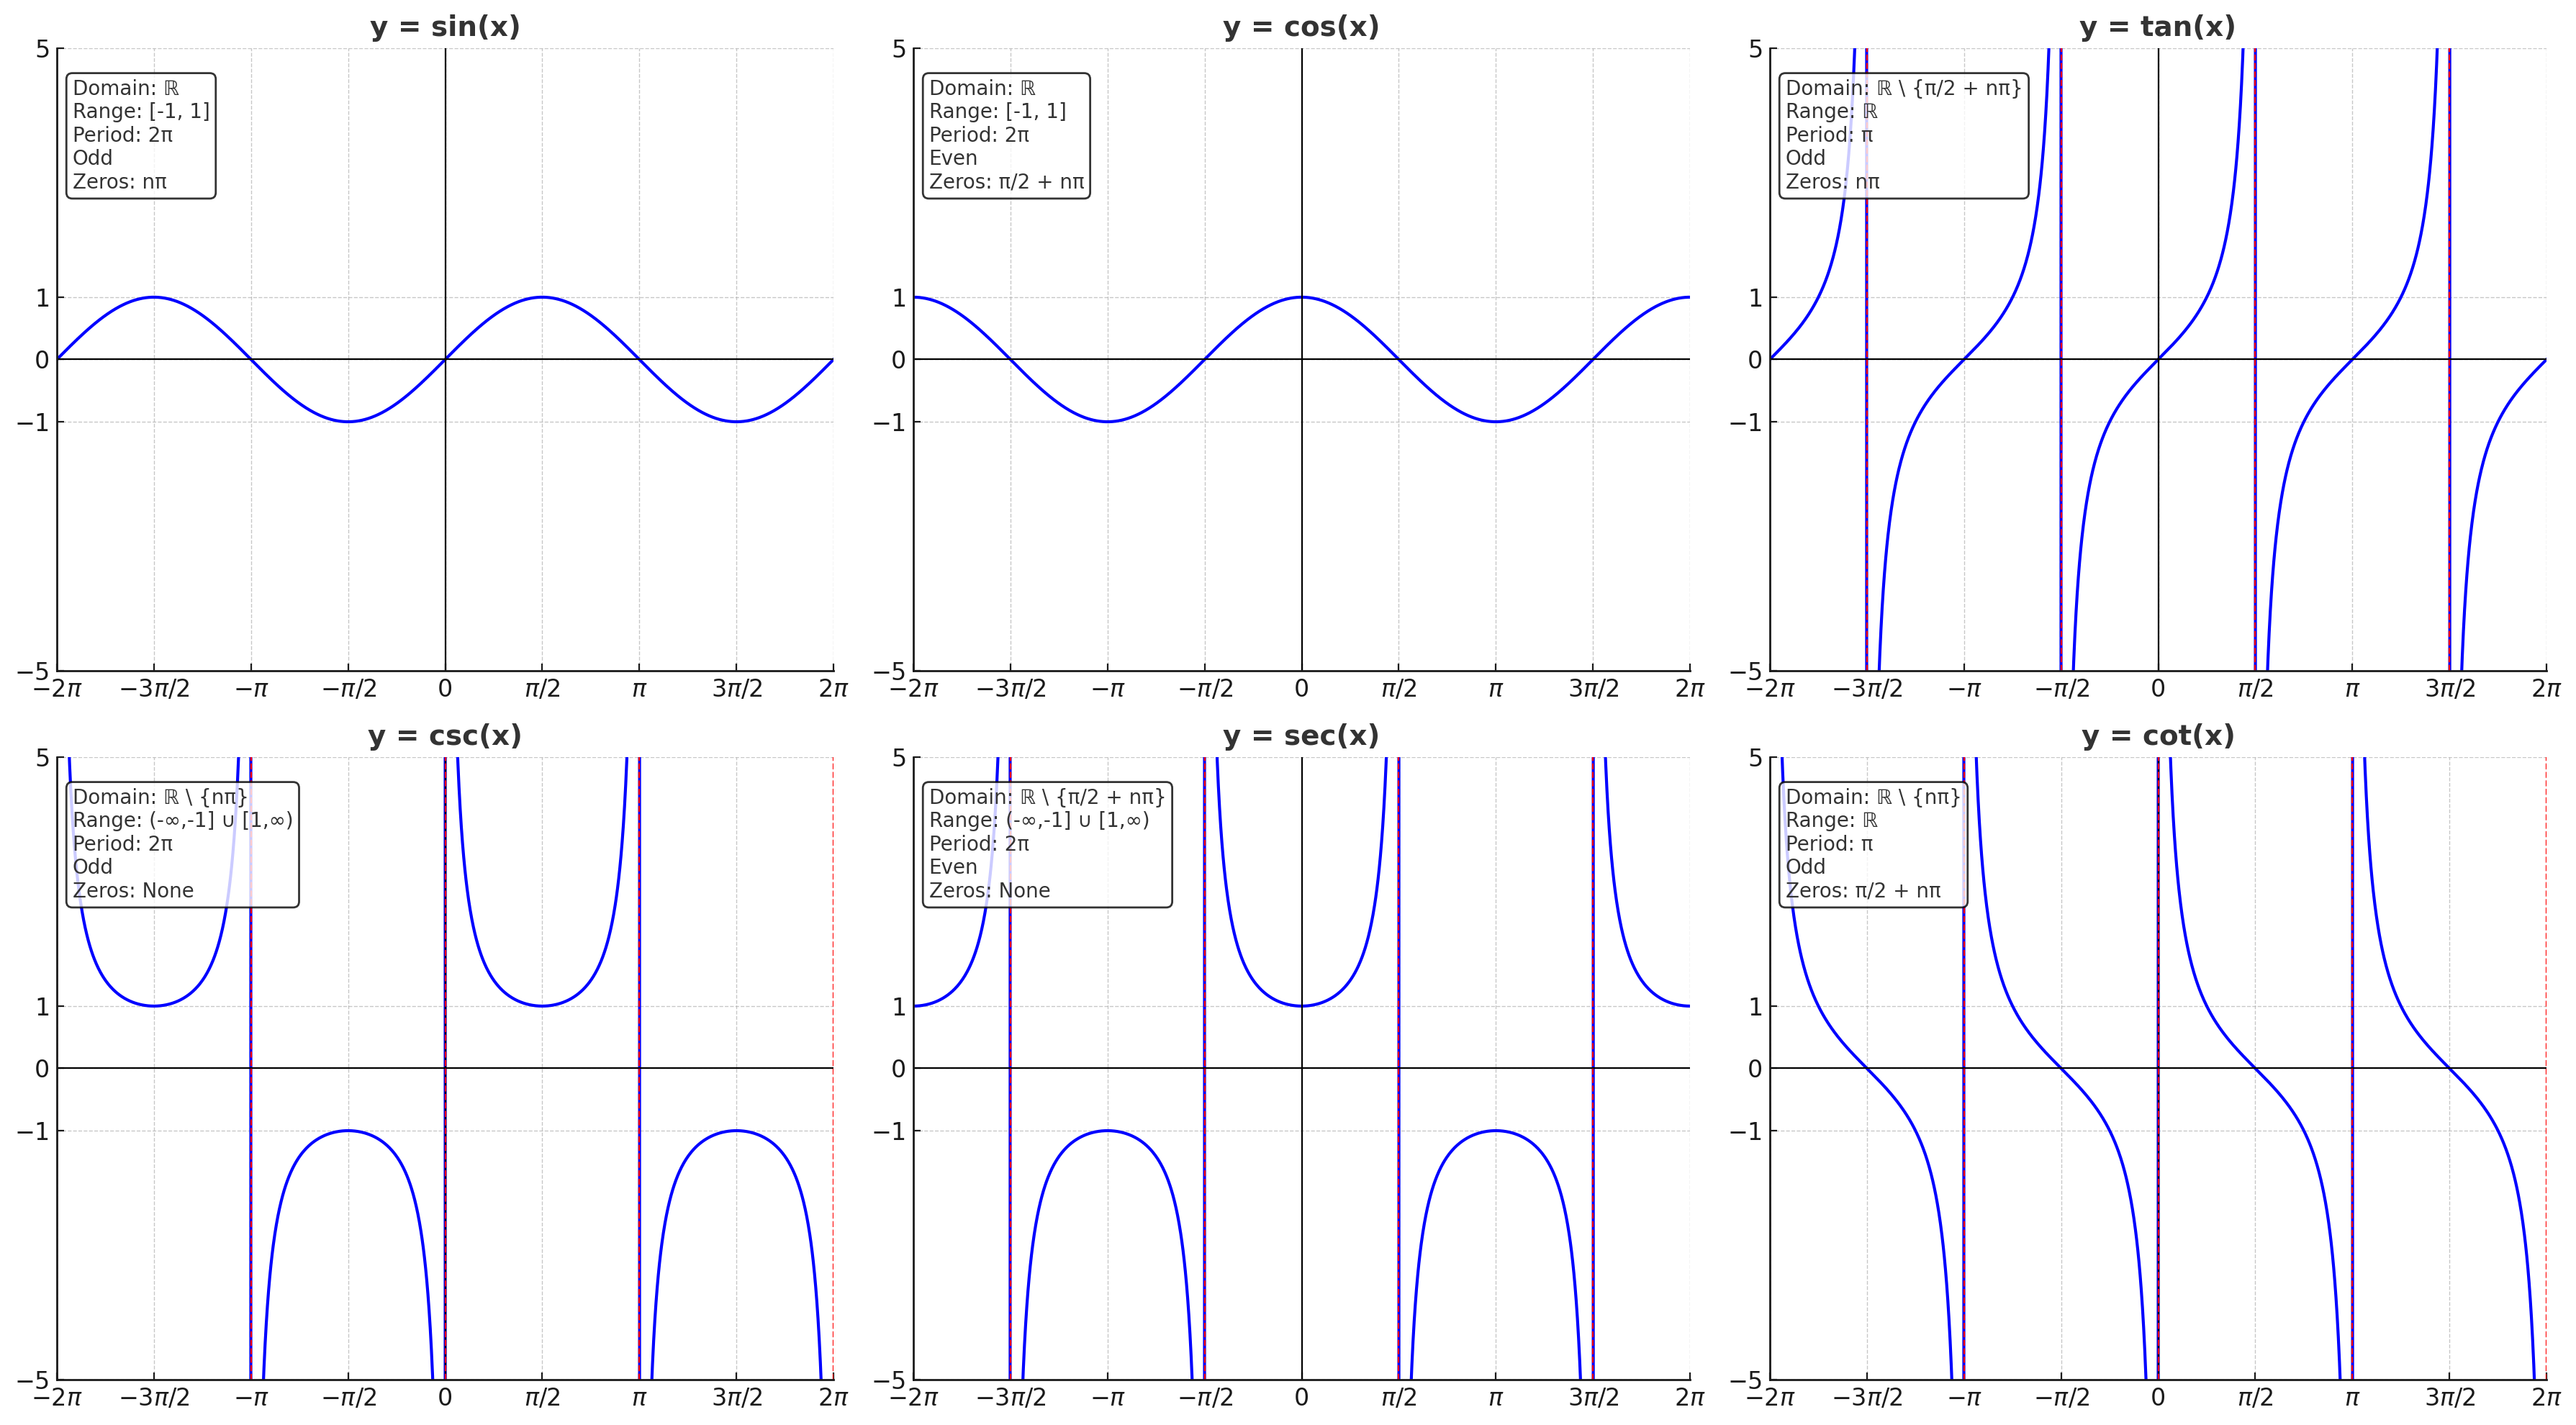 y = sin(x)
5
Domain: ℝ
Range: [-1, 1]
Period: 2π
Odd
Zeros: nπ
1
0
−1
−5
−2π −3π/2 −π −π/2 0 π/2 π 3π/2 2π
y = cos(x)
5
Domain: ℝ
Range: [-1, 1]
Period: 2π
Even
Zeros: π/2 + nπ
1
0
−1
−5
−2π −3π/2 −π −π/2 0 π/2 π 3π/2 2π
y = tan(x)
5
Domain: ℝ \ {π/2 + nπ}
Range: ℝ
Period: π
Odd
Zeros: nπ
1
0
−1
−5
−2π −3π/2 −π −π/2 0 π/2 π 3π/2 2π
y = csc(x)
5
Domain: ℝ \ {nπ}
Range: (-∞,-1] ∪ [1,∞)
Period: 2π
Odd
Zeros: None
1
0
−1
−5
−2π −3π/2 −π −π/2 0 π/2 π 3π/2 2π
y = sec(x)
5
Domain: ℝ \ {π/2 + nπ}
Range: (-∞,-1] ∪ [1,∞)
Period: 2π
Even
Zeros: None
1
0
−1
−5
−2π −3π/2 −π −π/2 0 π/2 π 3π/2 2π
y = cot(x)
5
Domain: ℝ \ {nπ}
Range: ℝ
Period: π
Odd
Zeros: π/2 + nπ
1
0
−1
−5
−2π −3π/2 −π −π/2 0 π/2 π 3π/2 2π